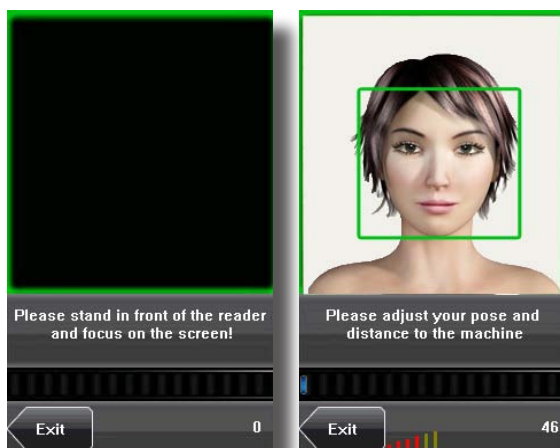 Please stand in front of the reader
and focus on the screen!
Exit
0
Please adjust your pose and
distance to the machine
Exit
46